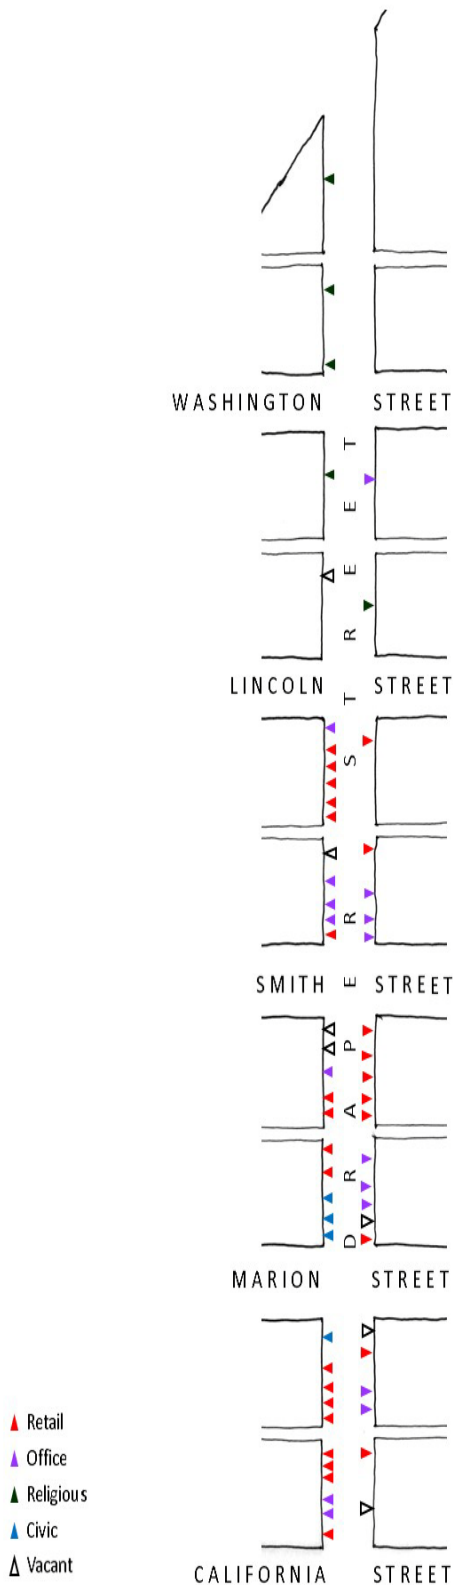 WASHINGTON STREET
LINCOLN STREET
SMITH STREET
DRAPER STREET
MARION STREET
CALIFORNIA STREET
Retail
Office
Religious
Civic
Vacant